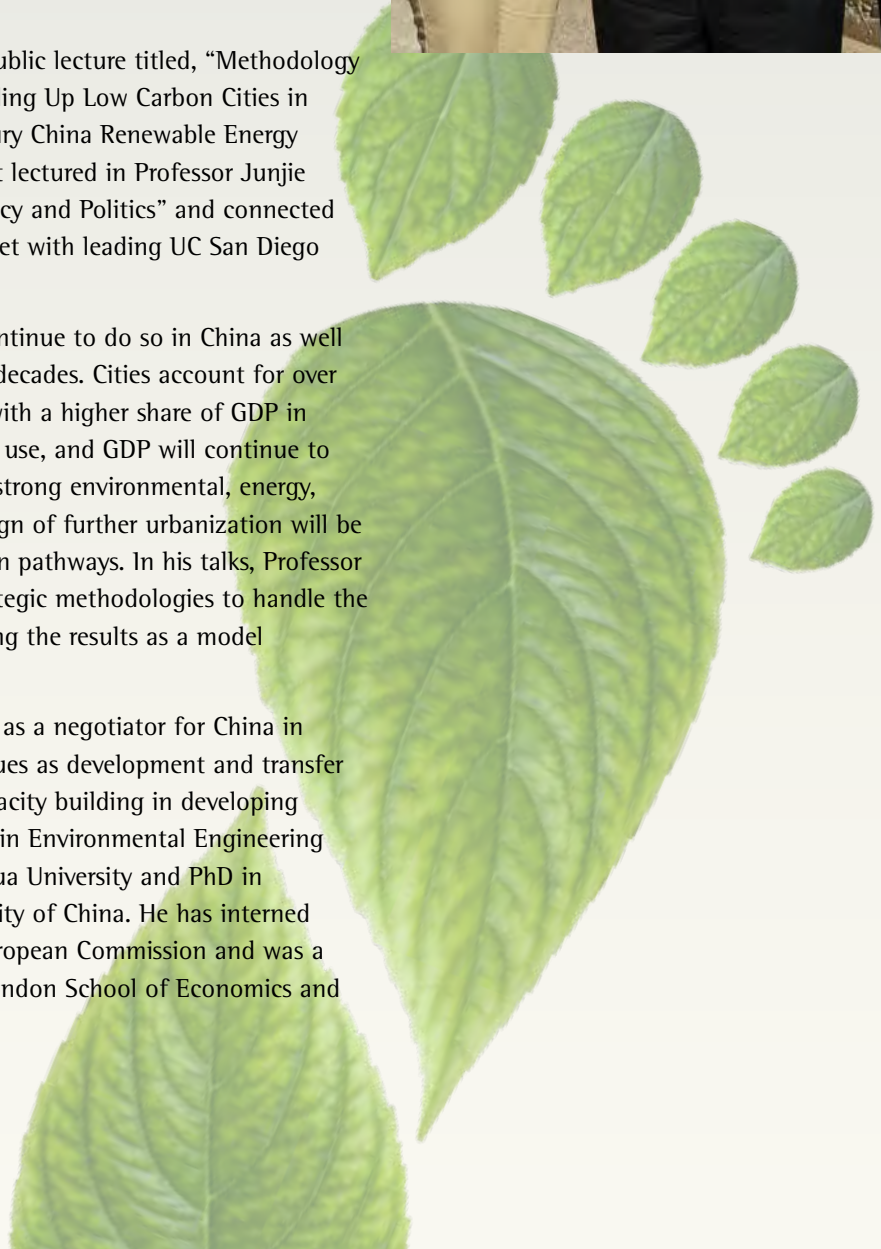 ublic lecture titled, “Methodology
ing Up Low Carbon Cities in
ry China Renewable Energy
t lectured in Professor Junjie
cy and Politics” and connected
et with leading UC San Diego
ntinue to do so in China as well
decades. Cities account for over
with a higher share of GDP in
use, and GDP will continue to
strong environmental, energy,
gn of further urbanization will be
n pathways. In his talks, Professor
tegic methodologies to handle the
ng the results as a model
as a negotiator for China in
ues as development and transfer
acity building in developing
in Environmental Engineering
ua University and PhD in
ity of China. He has interned
ropean Commission and was a
ndon School of Economics and